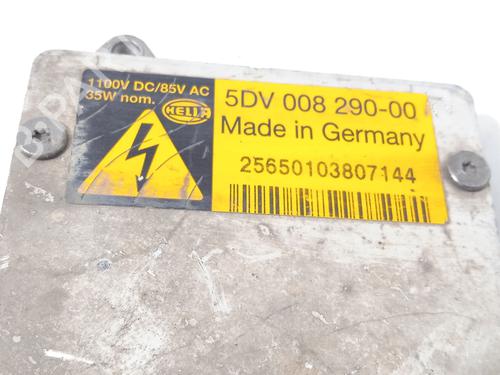 1100V DC/85V AC
35W nom.
HELLA
5DV 008 290-00
Made in Germany
25650103807144